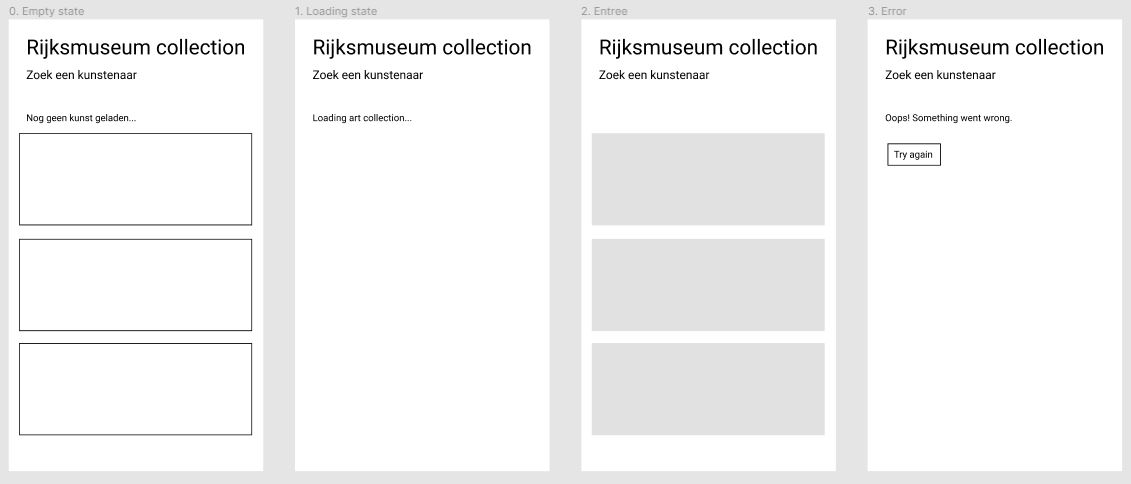 0. Empty state
Rijksmuseum collection
Zoek een kunstenaar
Nog geen kunst geladen...
1. Loading state
Rijksmuseum collection
Zoek een kunstenaar
Loading art collection...
2. Entree
Rijksmuseum collection
Zoek een kunstenaar
3. Error
Rijksmuseum collection
Zoek een kunstenaar
Oops! Something went wrong.
Try again